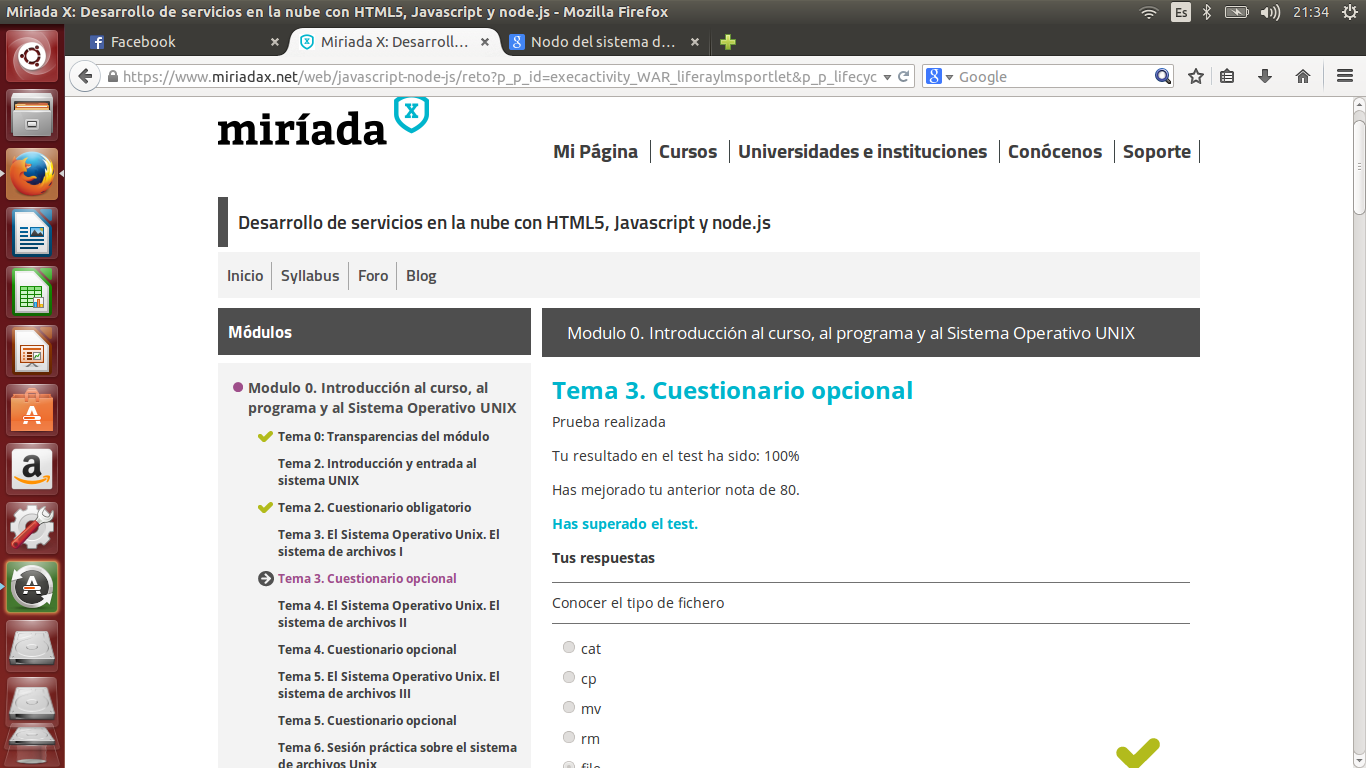 Miriada X: Desarrollo de servicios en la nube con HTML5, Javascript y node.js - Mozilla Firefox
Es
21:34
Facebook
Miriada X: Desarroll...
Nodo del sistema d...
https://www.miriadax.net/web/javascript-node-js/reto?p_p_id=execactivity_WAR_liferaylmsportlet&p_p_lifecyc
Google
miríada X
Mi Página
Cursos
Universidades e instituciones
Conócenos
Soporte
Desarrollo de servicios en la nube con HTML5, Javascript y node.js
Inicio
Syllabus
Foro
Blog
Módulos
Modulo 0. Introducción al curso, al
programa y al Sistema Operativo UNIX
Tema 0: Transparencias del módulo
Tema 2. Introducción y entrada al
sistema UNIX
Tema 2. Cuestionario obligatorio
Tema 3. El Sistema Operativo Unix. El
sistema de archivos I
Tema 3. Cuestionario opcional
Tema 4. El Sistema Operativo Unix. El
sistema de archivos II
Tema 4. Cuestionario opcional
Tema 5. El Sistema Operativo Unix. El
sistema de archivos III
Tema 5. Cuestionario opcional
Tema 6. Sesión práctica sobre el sistema
de archivos Unix
Modulo 0. Introducción al curso, al programa y al Sistema Operativo UNIX
Tema 3. Cuestionario opcional
Prueba realizada
Tu resultado en el test ha sido: 100%
Has mejorado tu anterior nota de 80.
Has superado el test.
Tus respuestas
Conocer el tipo de fichero
cat
cp
mv
rm
file